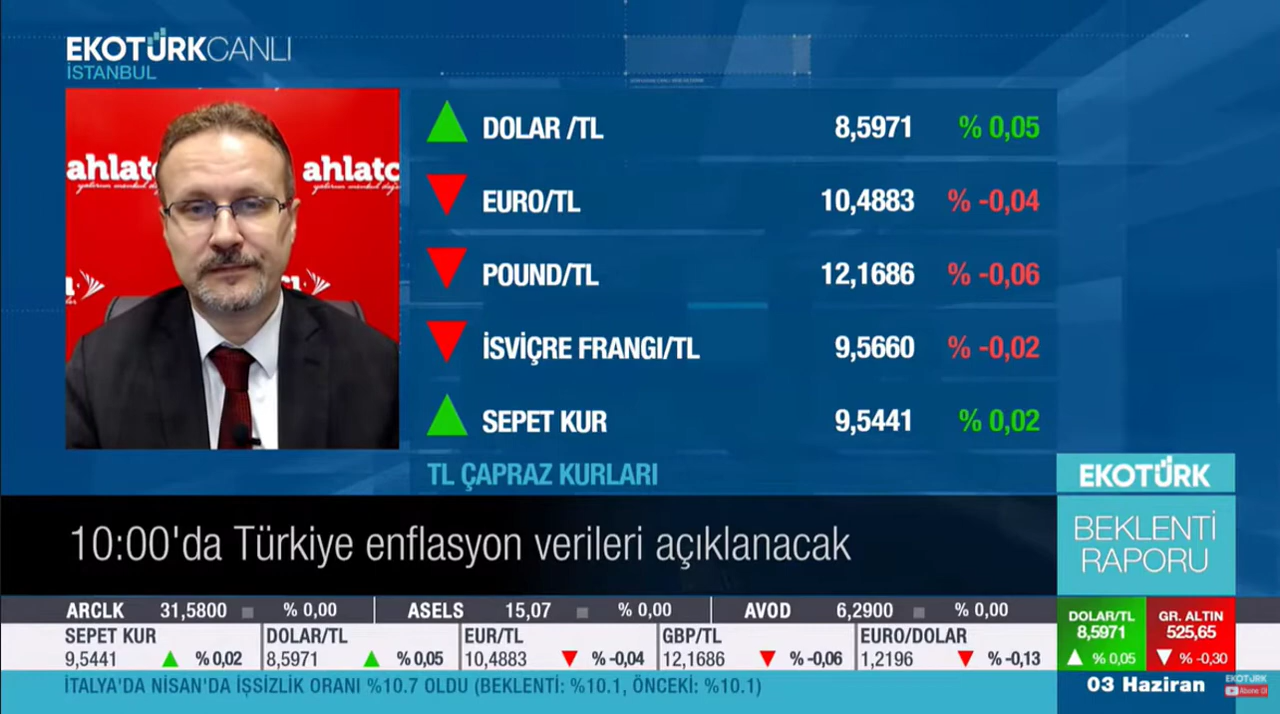 EKOTÜRK CANLI
İSTANBUL
ahlatc
ahlatc
DOLAR /TL 8,5971 % 0,05
EURO/TL 10,4883 % -0,04
POUND/TL 12,1686 % -0,06
İSVİÇRE FRANGI/TL 9,5660 % -0,02
SEPET KUR 9,5441 % 0,02
TL ÇAPRAZ KURLARI
EKOTÜRK
BEKLENTİ
RAPORU
10:00'da Türkiye enflasyon verileri açıklanacak
ARCLK 31,5800 % 0,00 ASELS 15,07 % 0,00 AVOD 6,2900 % 0,00
SEPET KUR DOLAR/TL EUR/TL GBP/TL EURO/DOLAR
9,5441 % 0,02 8,5971 % 0,05 10,4883 % -0,04 12,1686 % -0,06 1,2196 % -0,13
DOLAR/TL
8,5971
% 0,05
GR. ALTIN
525,65
% -0,30
İTALYA'DA NİSAN'DA İŞSİZLİK ORANI %10.7 OLDU (BEKLENTİ: %10.1, ÖNCEKİ: %10.1)
03 Haziran
EKOTÜRK
Abone Ol